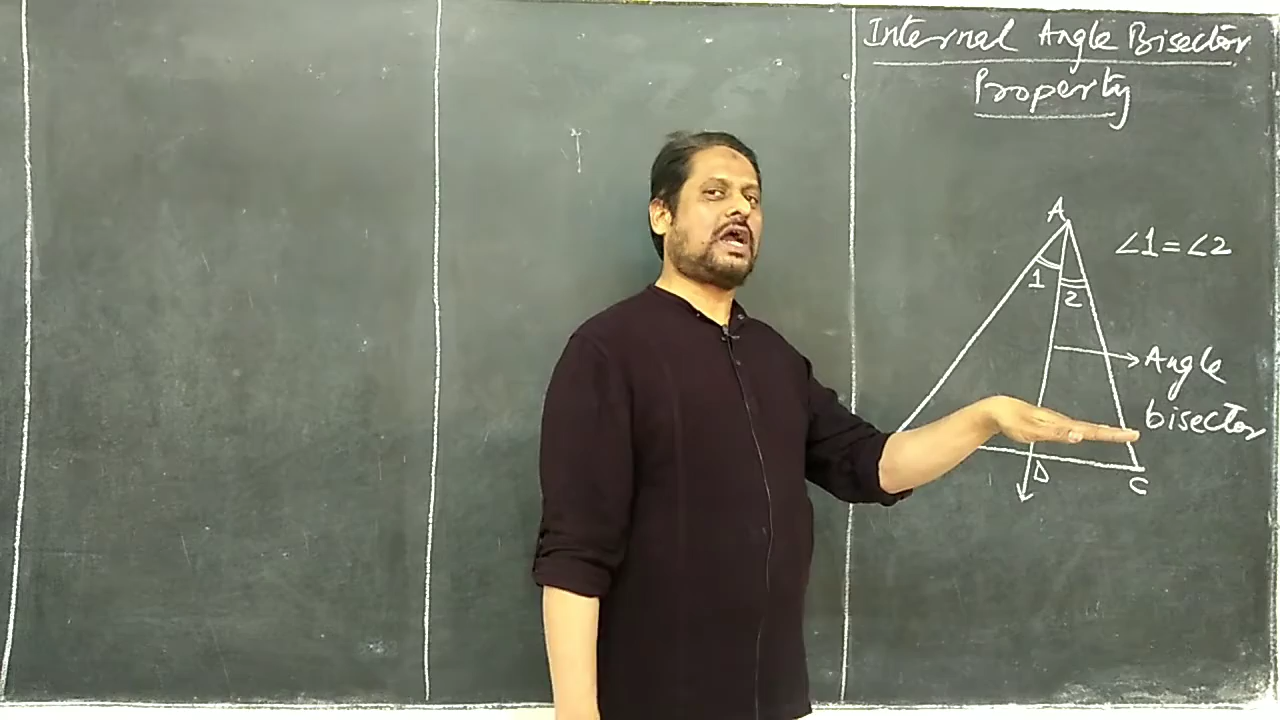 Internal Angle Bisector
Property
A
∠1=∠2
1
2
Angle
bisector
D
C